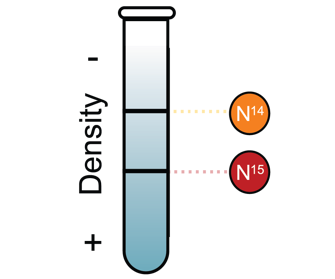 -
Density
+
N¹⁴
N¹⁵